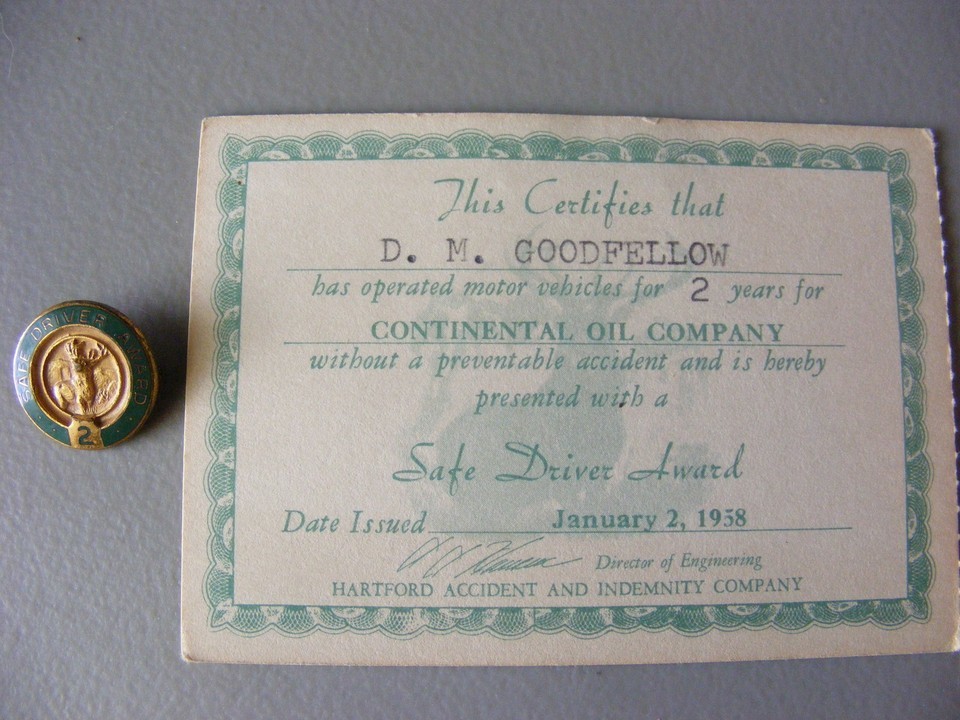 SAFE DRIVER AWARD
2
This Certifies that
D. M. GOODFELLOW
has operated motor vehicles for 2 years for
CONTINENTAL OIL COMPANY
without a preventable accident and is hereby
presented with a
Safe Driver Award
Date Issued January 2, 1958
Director of Engineering
HARTFORD ACCIDENT AND INDEMNITY COMPANY